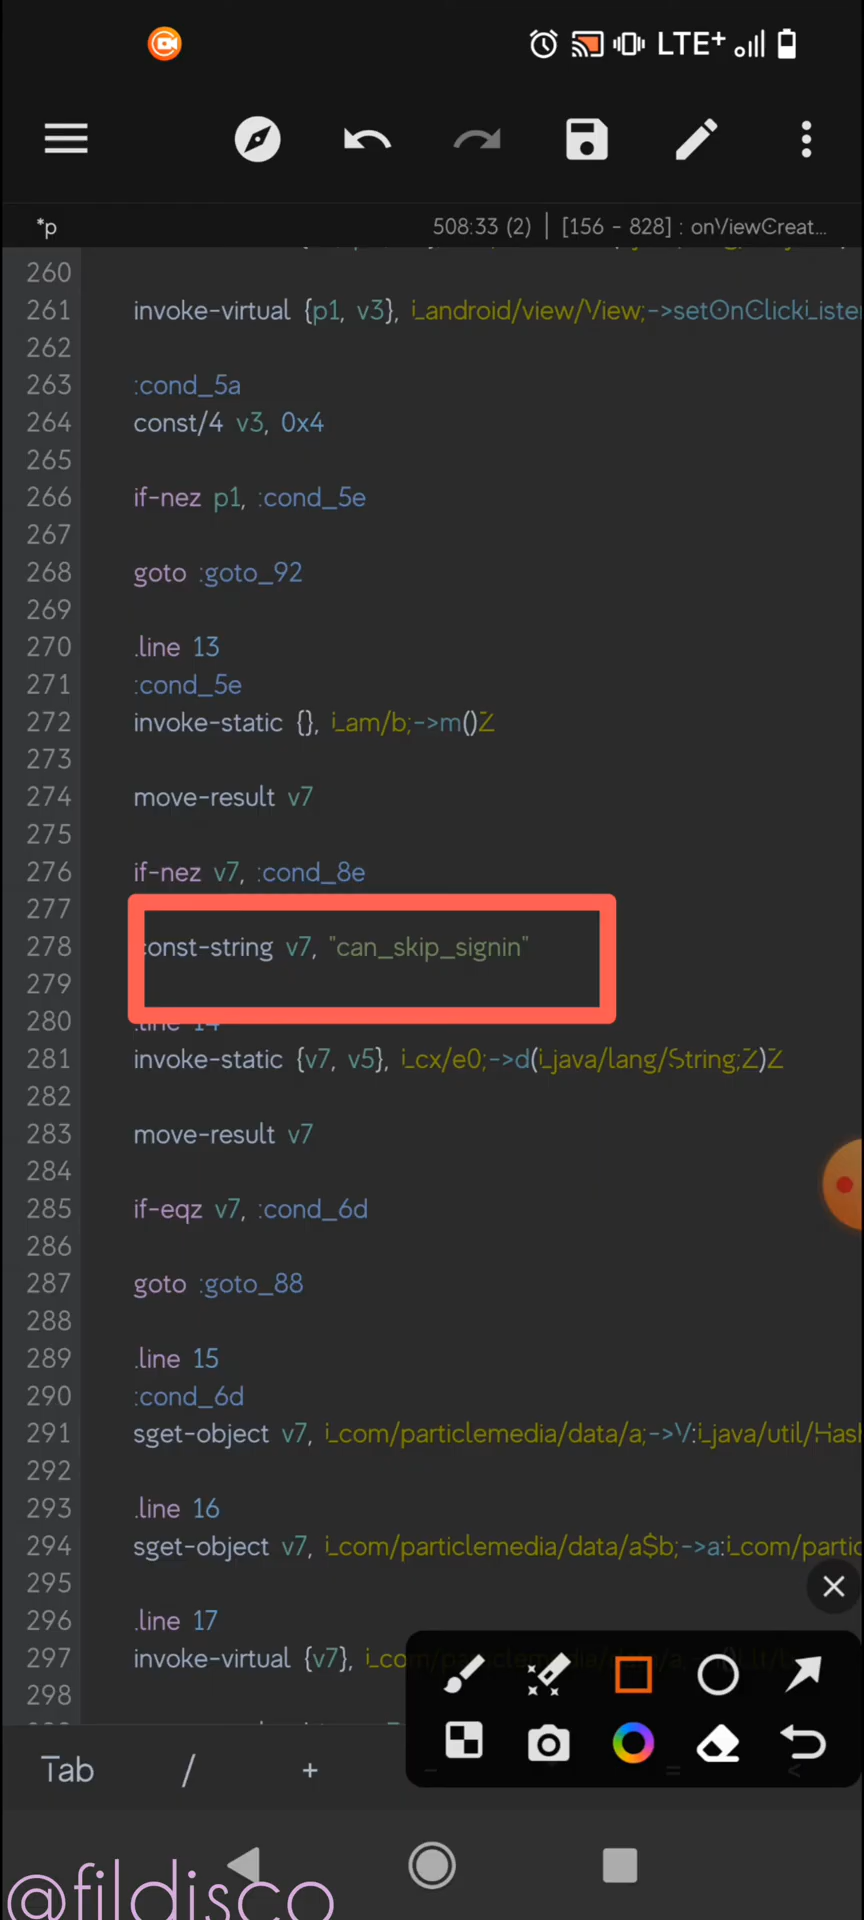 LTE+
*p 508:33 (2) | [156 - 828] : onViewCreat...
260
261 invoke-virtual {p1, v3}, Landroid/view/View;->setOnClickListe
262
263 :cond_5a
264 const/4 v3, 0x4
265
266 if-nez p1, :cond_5e
267
268 goto :goto_92
269
270 .line 13
271 :cond_5e
272 invoke-static {}, Lam/b;->m()Z
273
274 move-result v7
275
276 if-nez v7, :cond_8e
277
278 const-string v7, "can_skip_signin"
279
280 .line 14
281 invoke-static {v7, v5}, Lcx/e0;->d(Ljava/lang/String;Z)Z
282
283 move-result v7
284
285 if-eqz v7, :cond_6d
286
287 goto :goto_88
288
289 .line 15
290 :cond_6d
291 sget-object v7, Lcom/particlemedia/data/a;->V:Ljava/util/Hash
292
293 .line 16
294 sget-object v7, Lcom/particlemedia/data/a$b;->a:Lcom/partic
295
296 .line 17
297 invoke-virtual {v7}, Lco
298
Tab / + - = <
@fildisco